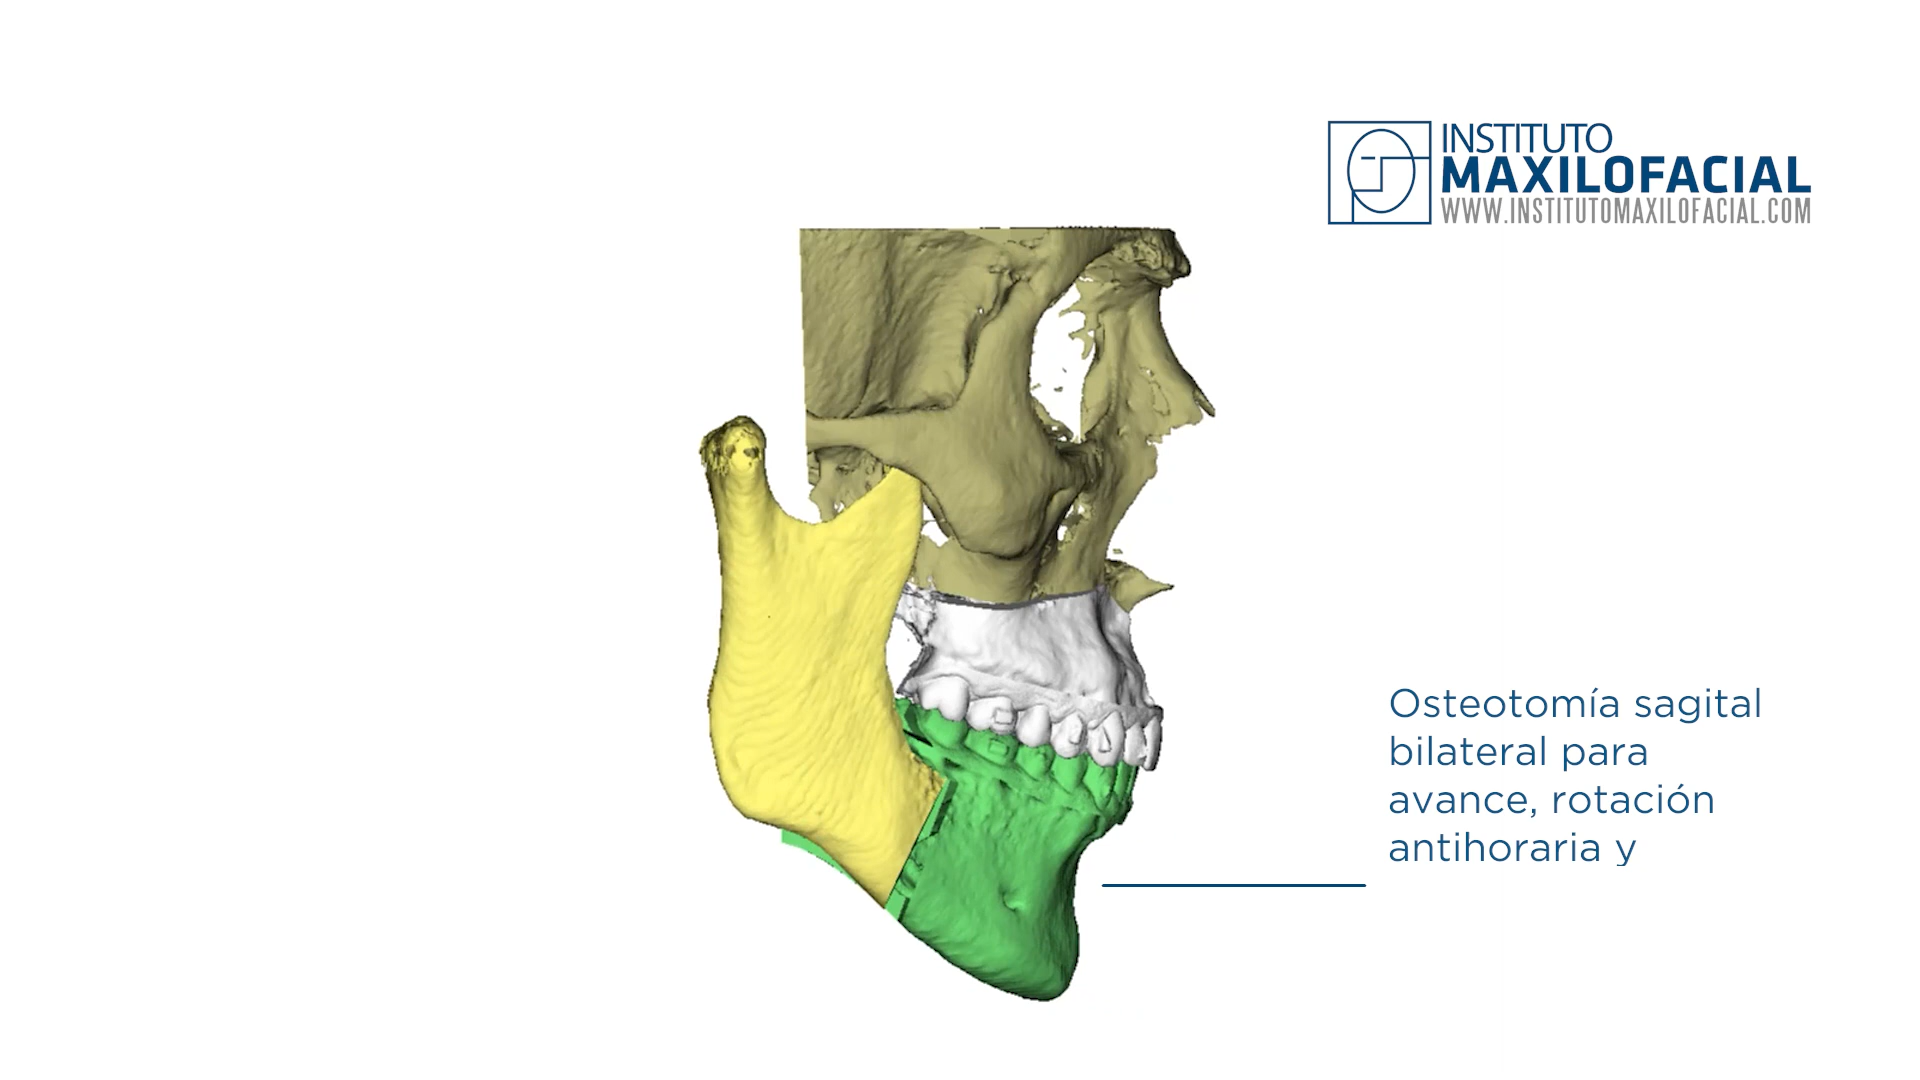 INSTITUTO
MAXILOFACIAL
WWW.INSTITUTOMAXILOFACIAL.COM
Osteotomía sagital
bilateral para
avance, rotación
antihoraria y